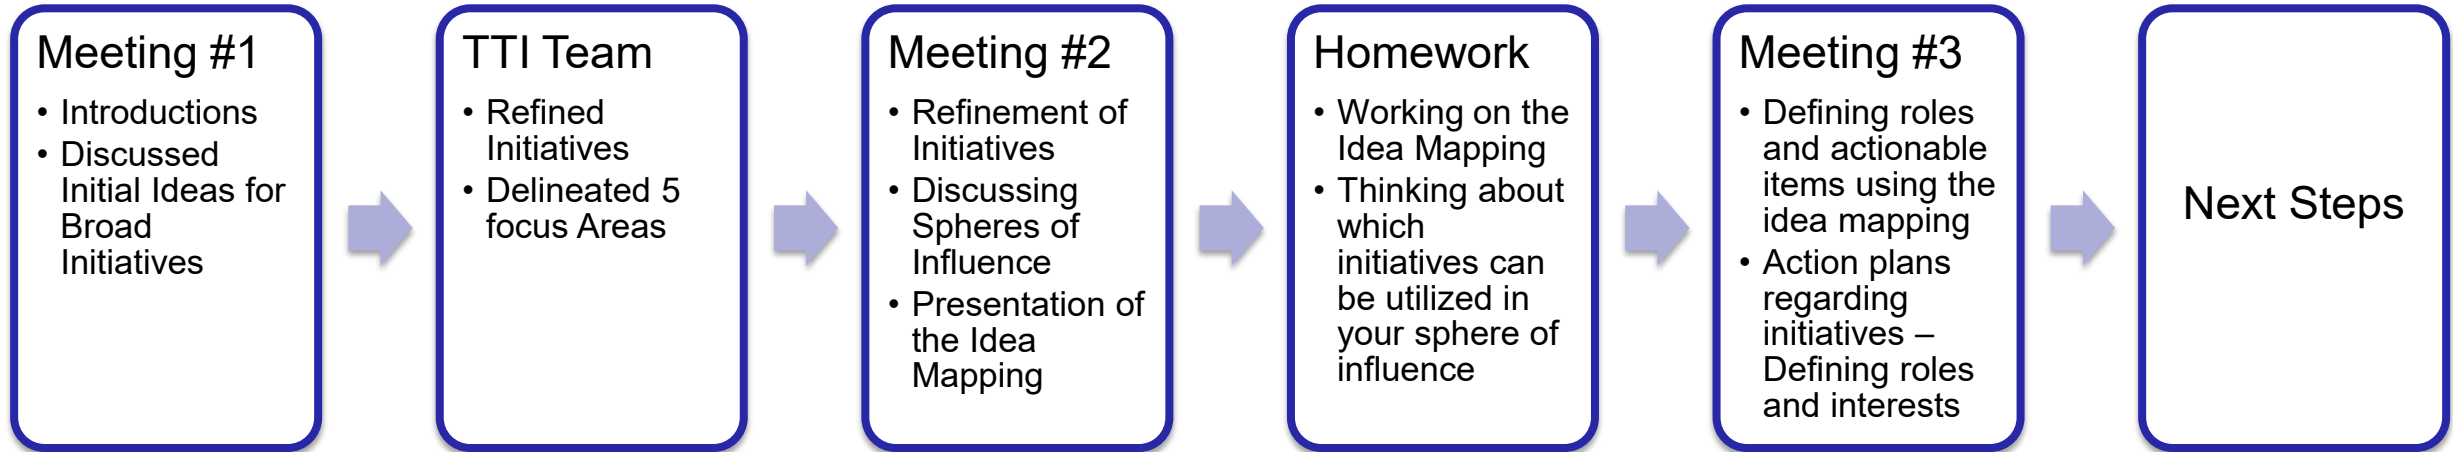 Meeting #1
• Introductions
• Discussed
Initial Ideas for
Broad
Initiatives
TTI Team
• Refined
Initiatives
• Delineated 5
focus Areas
Meeting #2
• Refinement of
Initiatives
• Discussing
Spheres of
Influence
• Presentation of
the Idea
Mapping
Homework
• Working on the
Idea Mapping
• Thinking about
which
initiatives can
be utilized in
your sphere of
influence
Meeting #3
• Defining roles
and actionable
items using the
idea mapping
• Action plans
regarding
initiatives –
Defining roles
and interests
Next Steps